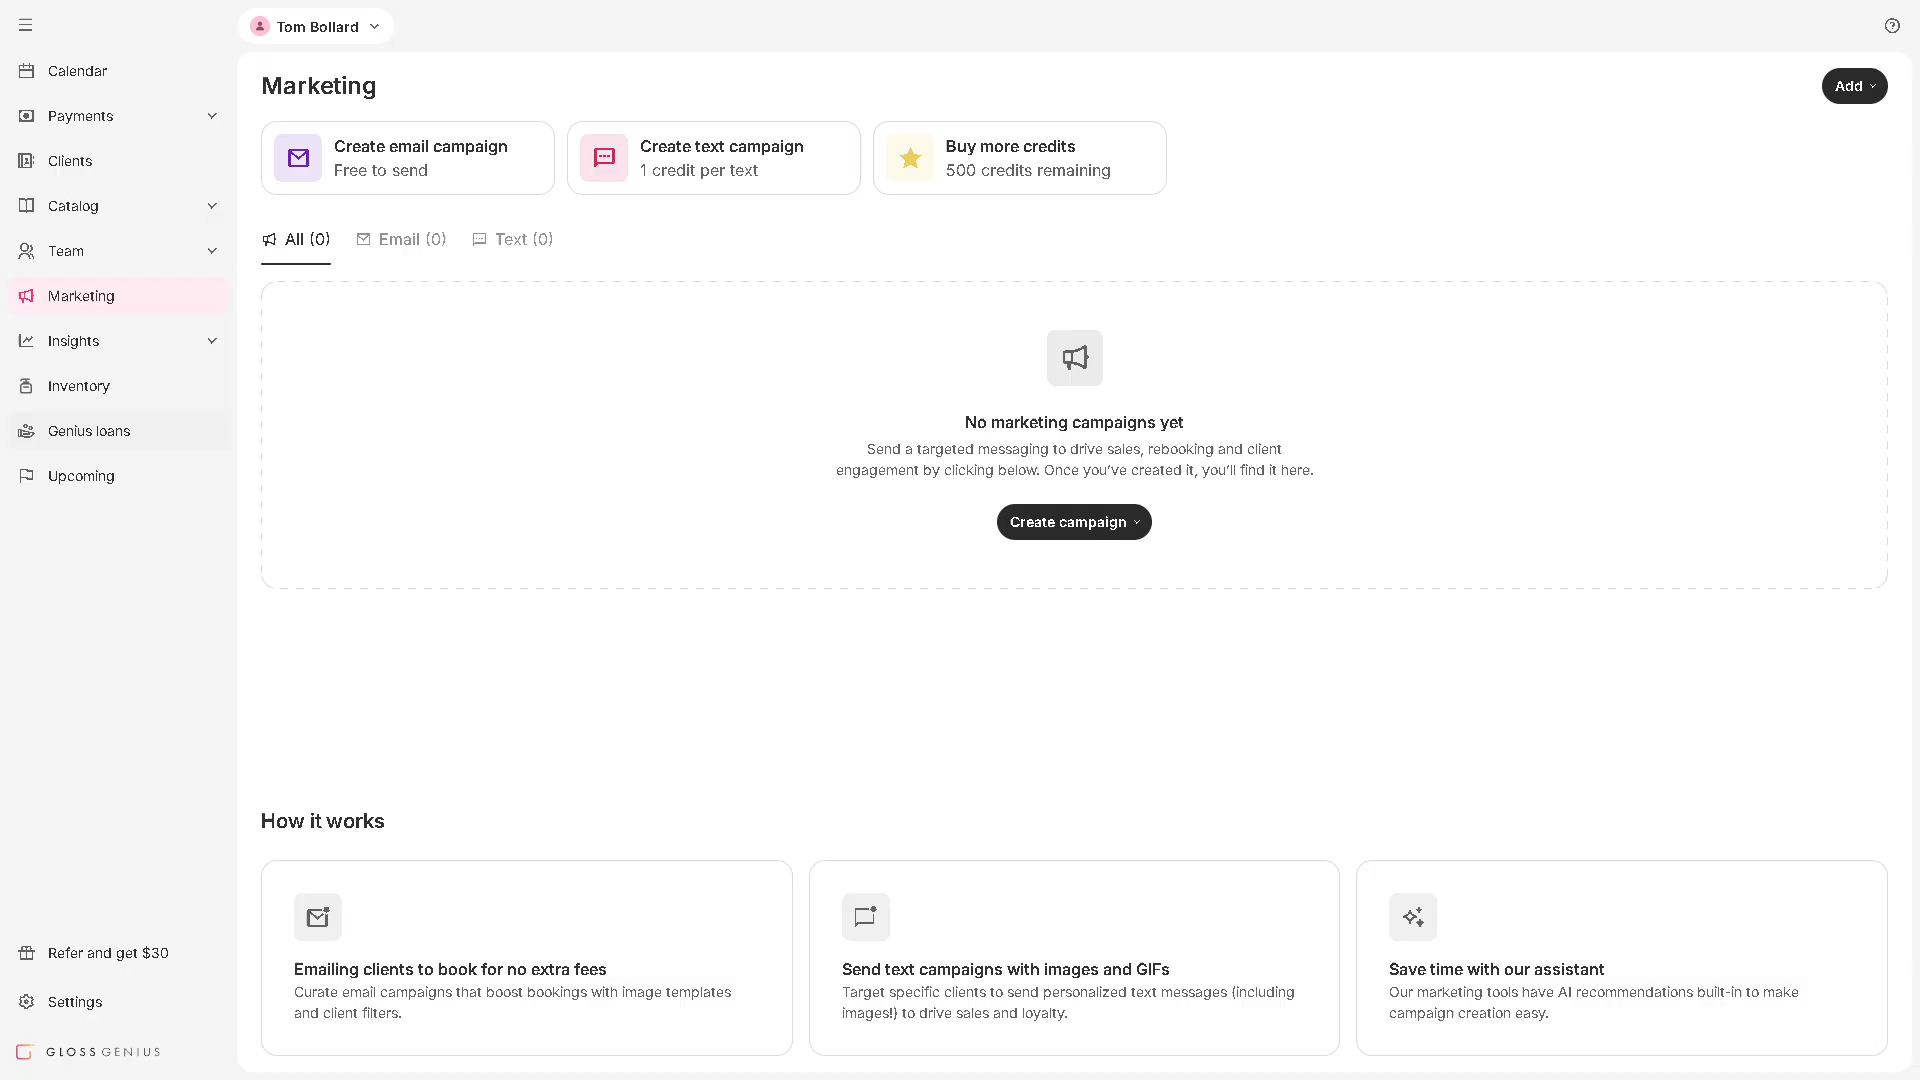 Tom Bollard
Calendar
Payments
Clients
Catalog
Team
Marketing
Insights
Inventory
Genius loans
Upcoming
Refer and get $30
Settings
GLOSSGENIUS
Marketing
Add
Create email campaign
Free to send
Create text campaign
1 credit per text
Buy more credits
500 credits remaining
All (0)
Email (0)
Text (0)
No marketing campaigns yet
Send a targeted messaging to drive sales, rebooking and client
engagement by clicking below. Once you’ve created it, you’ll find it here.
Create campaign
How it works
Emailing clients to book for no extra fees
Curate email campaigns that boost bookings with image templates
and client filters.
Send text campaigns with images and GIFs
Target specific clients to send personalized text messages (including
images!) to drive sales and loyalty.
Save time with our assistant
Our marketing tools have AI recommendations built-in to make
campaign creation easy.